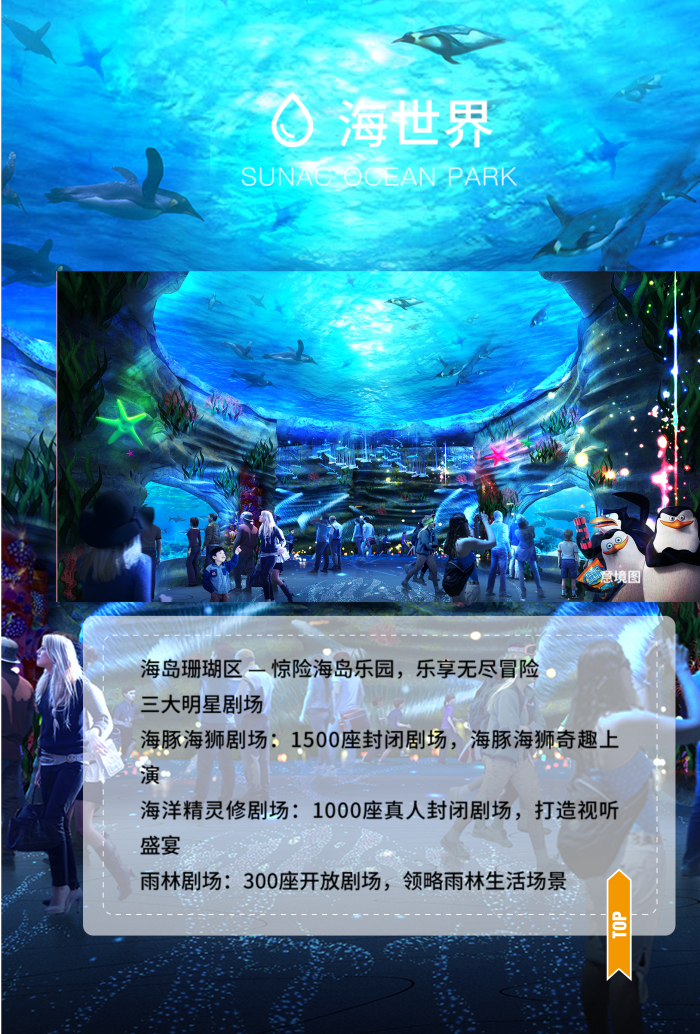 海世界
SUNAC OCEAN PARK
意境图
海岛珊瑚区 — 惊险海岛乐园，乐享无尽冒险
三大明星剧场
海豚海狮剧场：1500座封闭剧场，海豚海狮奇趣上
演
海洋精灵修剧场：1000座真人封闭剧场，打造视听
盛宴
雨林剧场：300座开放剧场，领略雨林生活场景
TOP